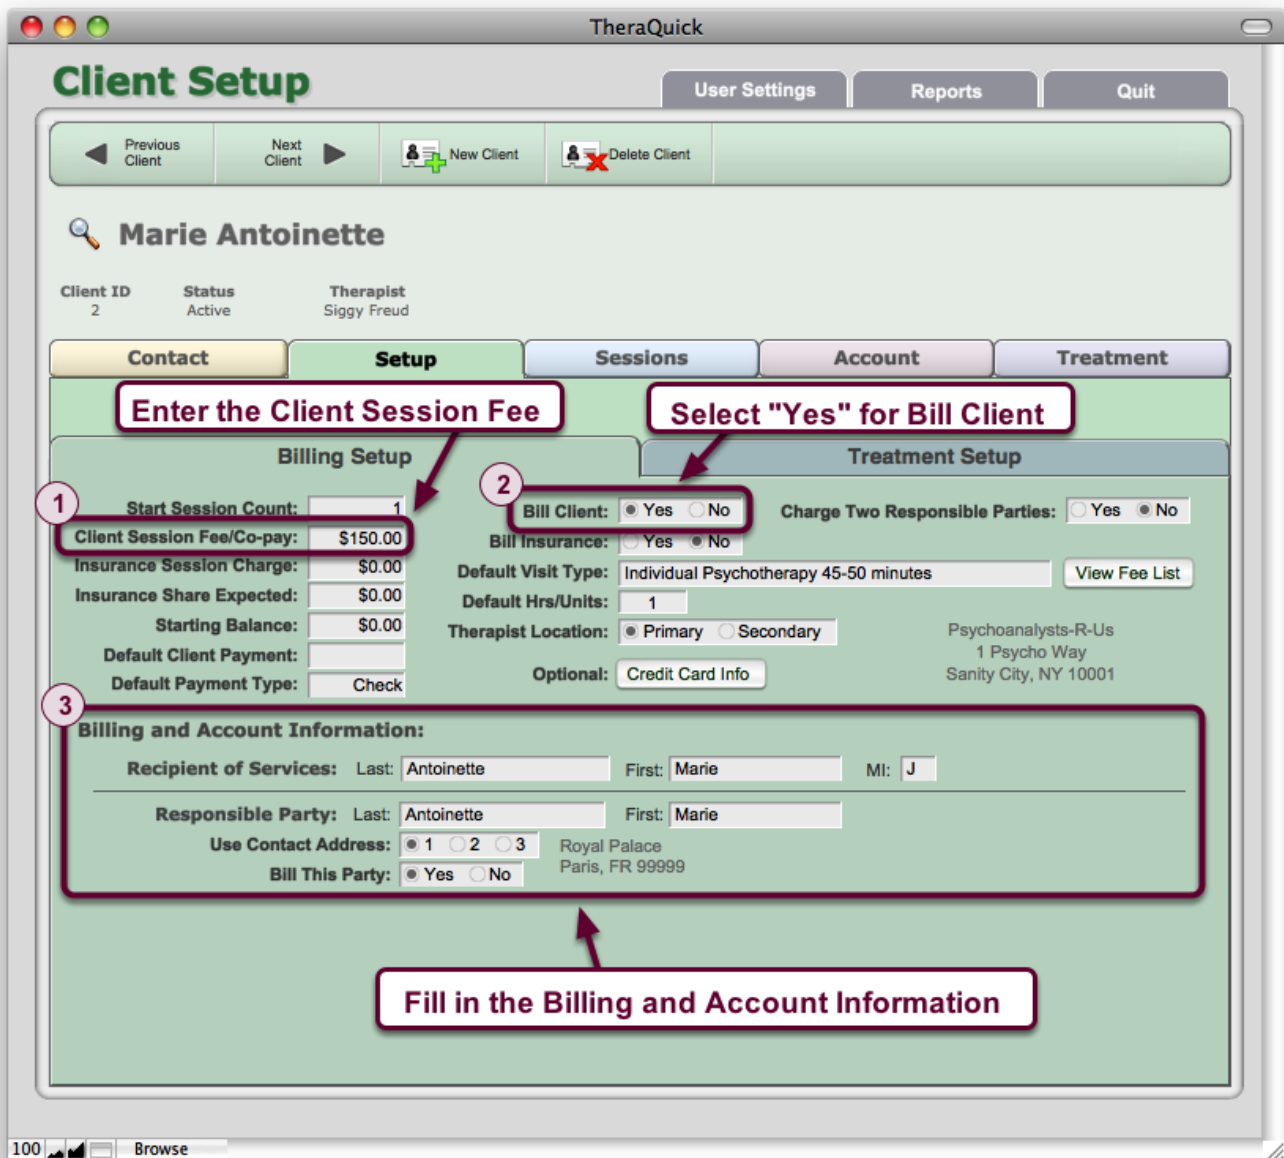 TheraQuick
Client Setup
User Settings
Reports
Quit
Previous Client
Next Client
New Client
Delete Client
Marie Antoinette
Client ID Status Therapist
2 Active Siggy Freud
Contact Setup Sessions Account Treatment
Enter the Client Session Fee
Select "Yes" for Bill Client
Billing Setup
Treatment Setup
1
Start Session Count: 1
Client Session Fee/Co-pay: $150.00
Insurance Session Charge: $0.00
Insurance Share Expected: $0.00
Starting Balance: $0.00
Default Client Payment:
Default Payment Type: Check
2
Bill Client: Yes No
Charge Two Responsible Parties: Yes No
Bill Insurance: Yes No
Default Visit Type: Individual Psychotherapy 45-50 minutes
View Fee List
Default Hrs/Units: 1
Therapist Location: Primary Secondary
Psychoanalysts-R-Us
1 Psycho Way
Sanity City, NY 10001
Optional: Credit Card Info
3
Billing and Account Information:
Recipient of Services: Last: Antoinette First: Marie MI: J
Responsible Party: Last: Antoinette First: Marie
Use Contact Address: 1 2 3
Royal Palace
Paris, FR 99999
Bill This Party: Yes No
Fill in the Billing and Account Information
100 Browse